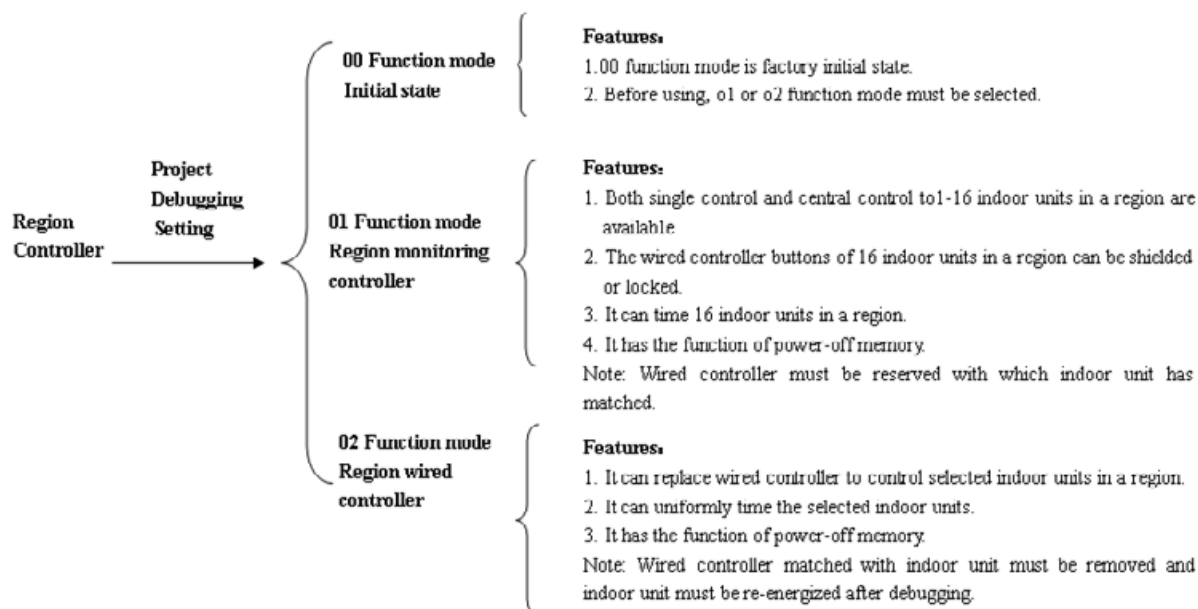 Region
Controller
Project
Debugging
Setting
00 Function mode
Initial state
Features:
1.00 function mode is factory initial state.
2. Before using, o1 or o2 function mode must be selected.
01 Function mode
Region monitoring
controller
Features:
1. Both single control and central control to1-16 indoor units in a region are
available
2. The wired controller buttons of 16 indoor units in a region can be shielded
or locked.
3. It can time 16 indoor units in a region.
4. It has the function of power-off memory.
Note: Wired controller must be reserved with which indoor unit has
matched.
02 Function mode
Region wired
controller
Features:
1. It can replace wired controller to control selected indoor units in a region.
2. It can uniformly time the selected indoor units.
3. It has the function of power-off memory.
Note: Wired controller matched with indoor unit must be removed and
indoor unit must be re-energized after debugging.